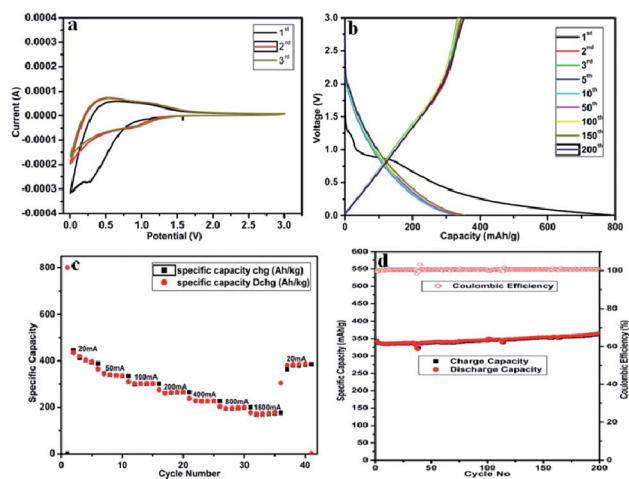 a
0.0004
0.0003
0.0002
0.0001
0.0000
-0.0001
-0.0002
-0.0003
-0.0004
Current (A)
1st
2nd
3rd
0.0 0.5 1.0 1.5 2.0 2.5 3.0
Potential (V)
b
3.0
2.5
2.0
1.5
1.0
0.5
0.0
Voltage (V)
1st
2nd
3rd
5th
10th
50th
100th
150th
200th
0 200 400 600 800
Capacity (mAh/g)
c
800
600
400
200
0
Specific Capacity
specific capacity chg (Ah/kg)
specific capacity Dchg (Ah/kg)
20mA
50mA
100mA
200mA
400mA
800mA
1600mA
20mA
0 10 20 30 40
Cycle Number
d
600
550
500
450
400
350
300
250
200
150
100
50
0
Specific Capacity (mAh/g)
Coulombic Efficiency
Charge Capacity
Discharge Capacity
100
80
60
40
20
0
Coulombic Efficiency (%)
0 50 100 150 200
Cycle No